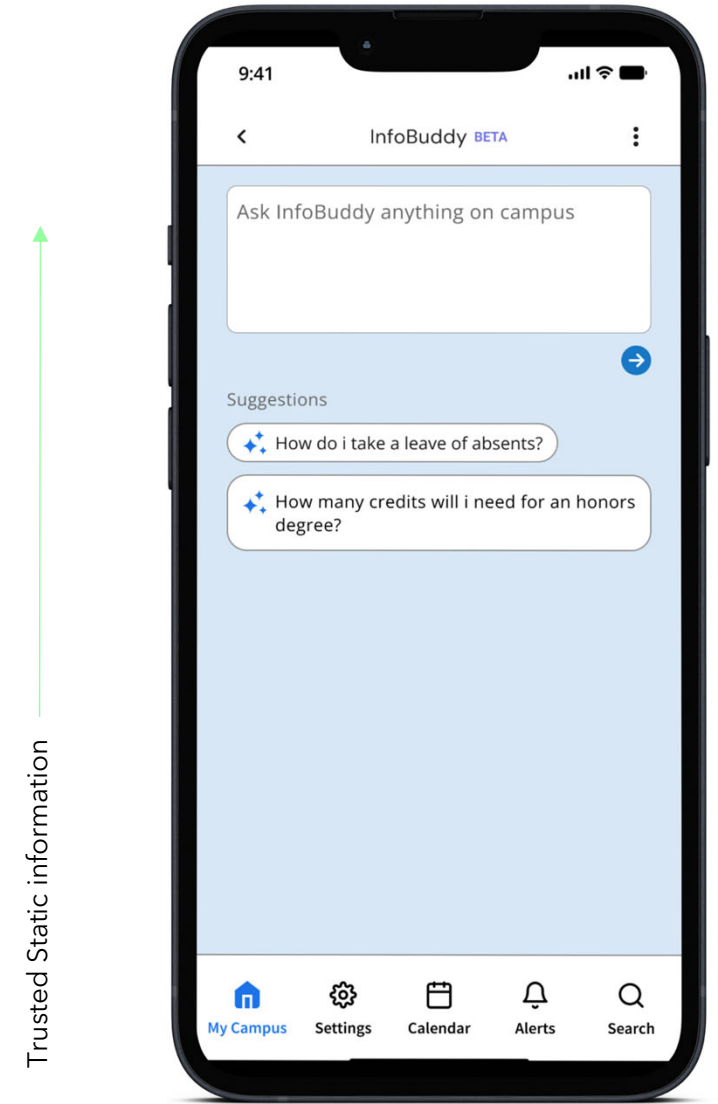 9:41
InfoBuddy BETA
Ask InfoBuddy anything on campus
Suggestions
How do i take a leave of absents?
How many credits will i need for an honors
degree?
My Campus
Settings
Calendar
Alerts
Search
Trusted Static information